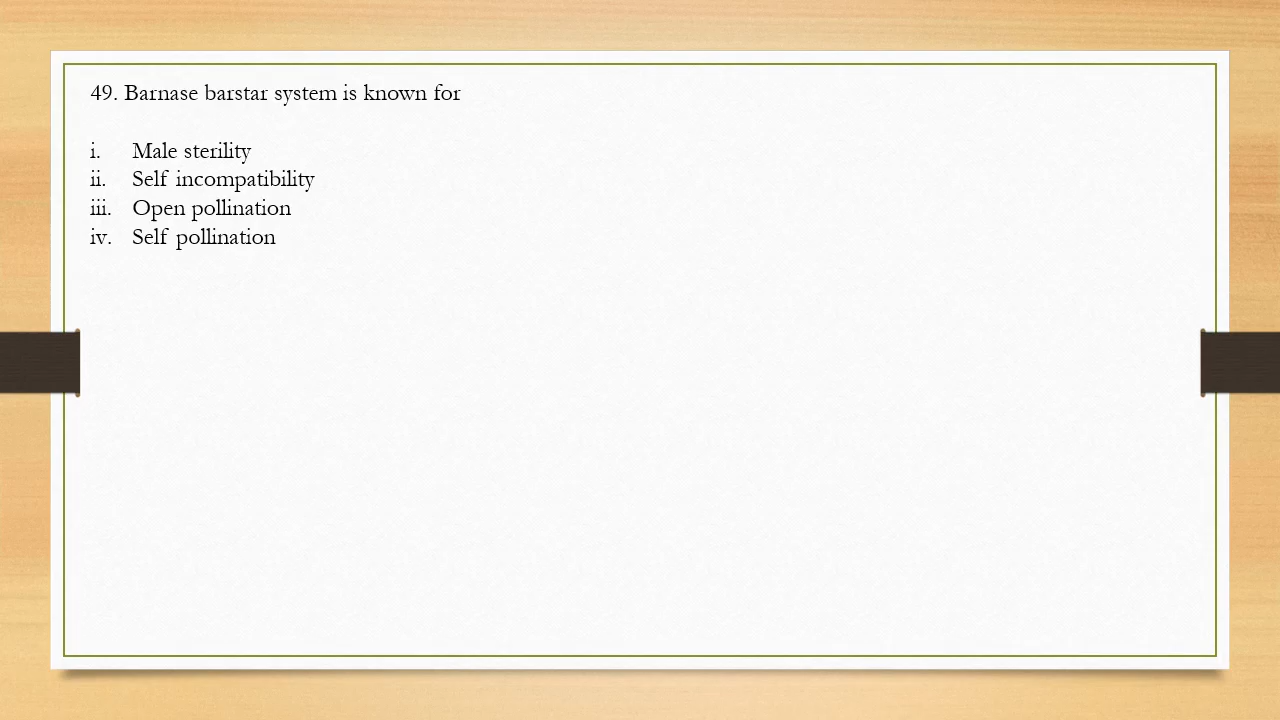 49. Barnase barstar system is known for
i. Male sterility
ii. Self incompatibility
iii. Open pollination
iv. Self pollination